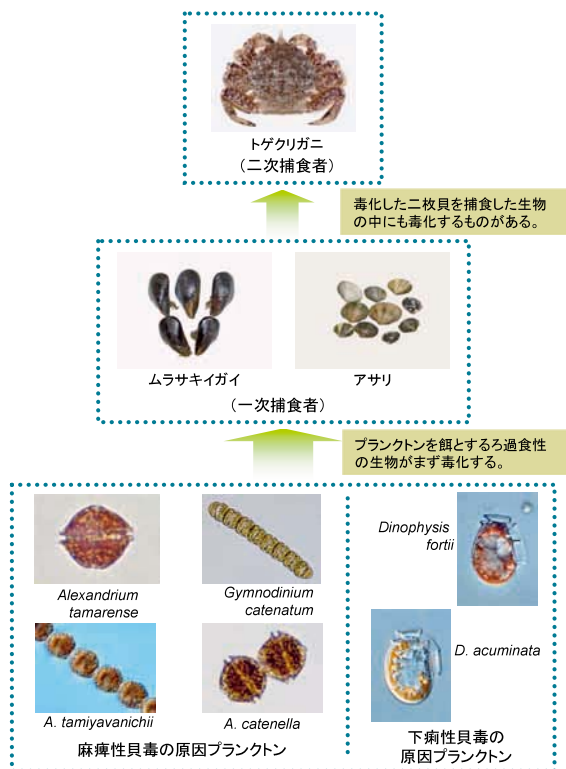 トゲクリガニ
(二次捕食者)
毒化した二枚貝を捕食した生物
の中にも毒化するものがある。
ムラサキイガイ
アサリ
(一次捕食者)
プランクトンを餌とするろ過食性
の生物がまず毒化する。
Alexandrium
tamarense
Gymnodinium
catenatum
A. tamiyavanichii
A. catenella
麻痺性貝毒の原因プランクトン
Dinophysis
fortii
D. acuminata
下痢性貝毒の
原因プランクトン